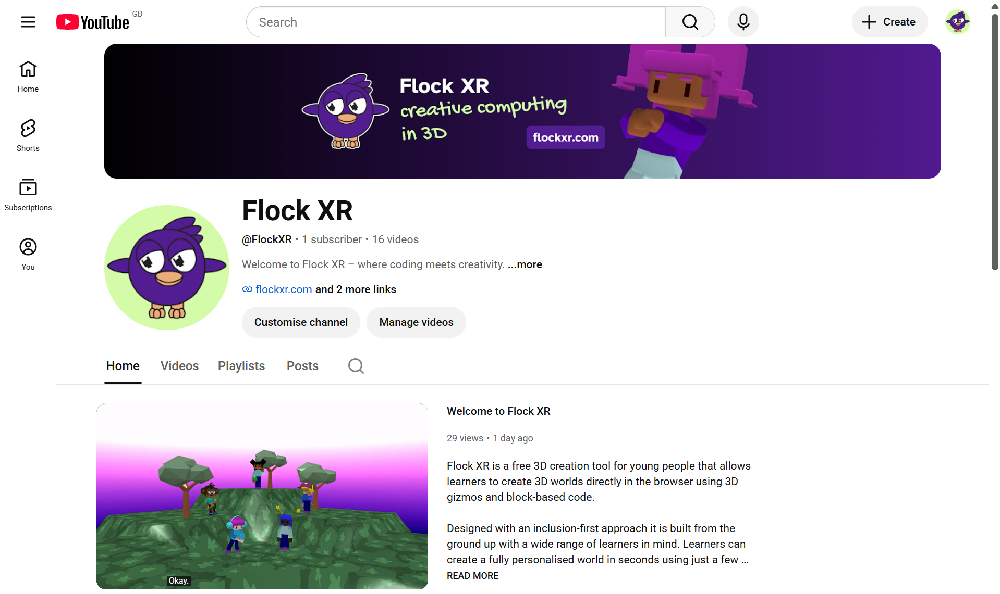 YouTube GB
Search
Create
Home
Shorts
Subscriptions
You
Flock XR
creative computing
in 3D
flockxr.com
Flock XR
@FlockXR • 1 subscriber • 16 videos
Welcome to Flock XR – where coding meets creativity. ...more
flockxr.com and 2 more links
Customise channel
Manage videos
Home
Videos
Playlists
Posts
Okay.
Welcome to Flock XR
29 views • 1 day ago
Flock XR is a free 3D creation tool for young people that allows
learners to create 3D worlds directly in the browser using 3D
gizmos and block-based code.
Designed with an inclusion-first approach it is built from the
ground up with a wide range of learners in mind. Learners can
create a fully personalised world in seconds using just a few ...
READ MORE